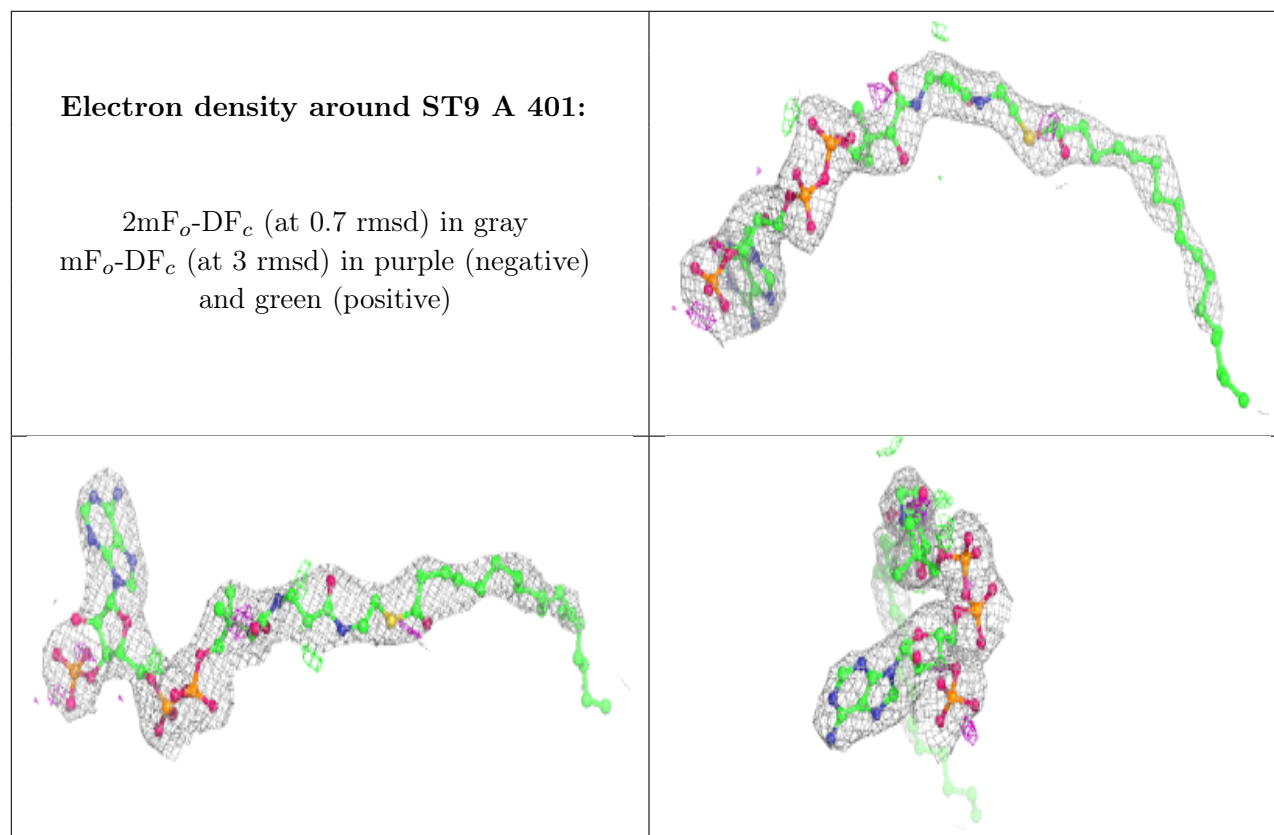 Electron density around ST9 A 401:
2mFₒ-DF𝑐 (at 0.7 rmsd) in gray
mFₒ-DF𝑐 (at 3 rmsd) in purple (negative)
and green (positive)